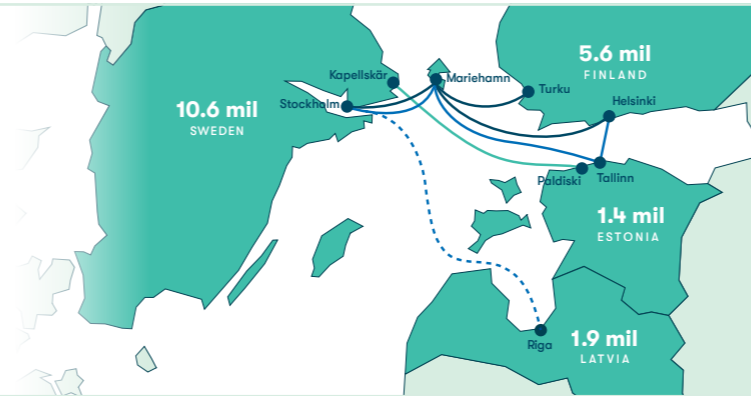 5.6 mil
FINLAND
Kapellskär
Mariehamn
Turku
Stockholm
Helsinki
10.6 mil
SWEDEN
Paldiski
Tallinn
1.4 mil
ESTONIA
Riga
1.9 mil
LATVIA